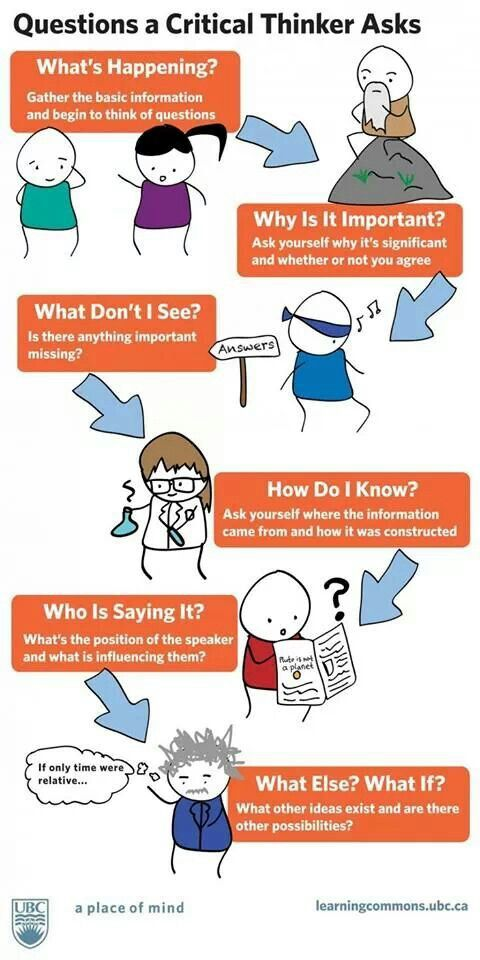 Questions a Critical Thinker Asks
What's Happening?
Gather the basic information
and begin to think of questions
Why Is It Important?
Ask yourself why it's significant
and whether or not you agree
What Don't I See?
Is there anything important
missing?
Answers
How Do I Know?
Ask yourself where the information
came from and how it was constructed
Who Is Saying It?
What's the position of the speaker
and what is influencing them?
?
Pluto is not
a planet
If only time were
relative...
What Else? What If?
What other ideas exist and are there
other possibilities?
UBC
a place of mind
learningcommons.ubc.ca